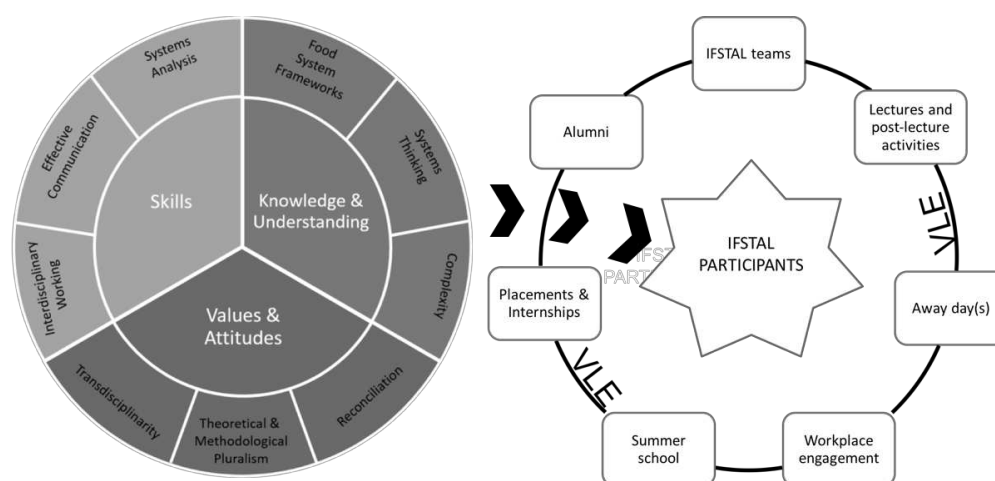 Systems
Analysis
Food
System
Frameworks
Effective
Communication
Systems
Thinking
Skills
Knowledge &
Understanding
Interdisciplinary
Working
Complexity
Values &
Attitudes
Transdisciplinarity
Theoretical &
Methodological
Pluralism
Reconciliation
IFSTAL teams
Alumni
Lectures and
post-lecture
activities
VLE
IFSTAL
PARTICIPANTS
Placements &
Internships
Away day(s)
VLE
Summer
school
Workplace
engagement